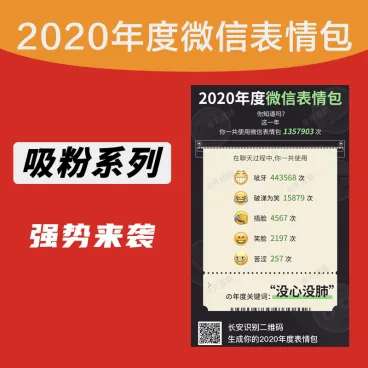 2020年度微信表情包
吸粉系列
强势来袭
2020年度微信表情包
你知道吗?
这一年
你一共使用微信表情包 1357903 次
在聊天过程中,你一共使用
呲牙 443568 次
破涕为笑 15879 次
捂脸 4567 次
笑脸 2197 次
苦涩 257 次
の年度关键词:“没心没肺”
长安识别二维码
生成你的2020年度表情包